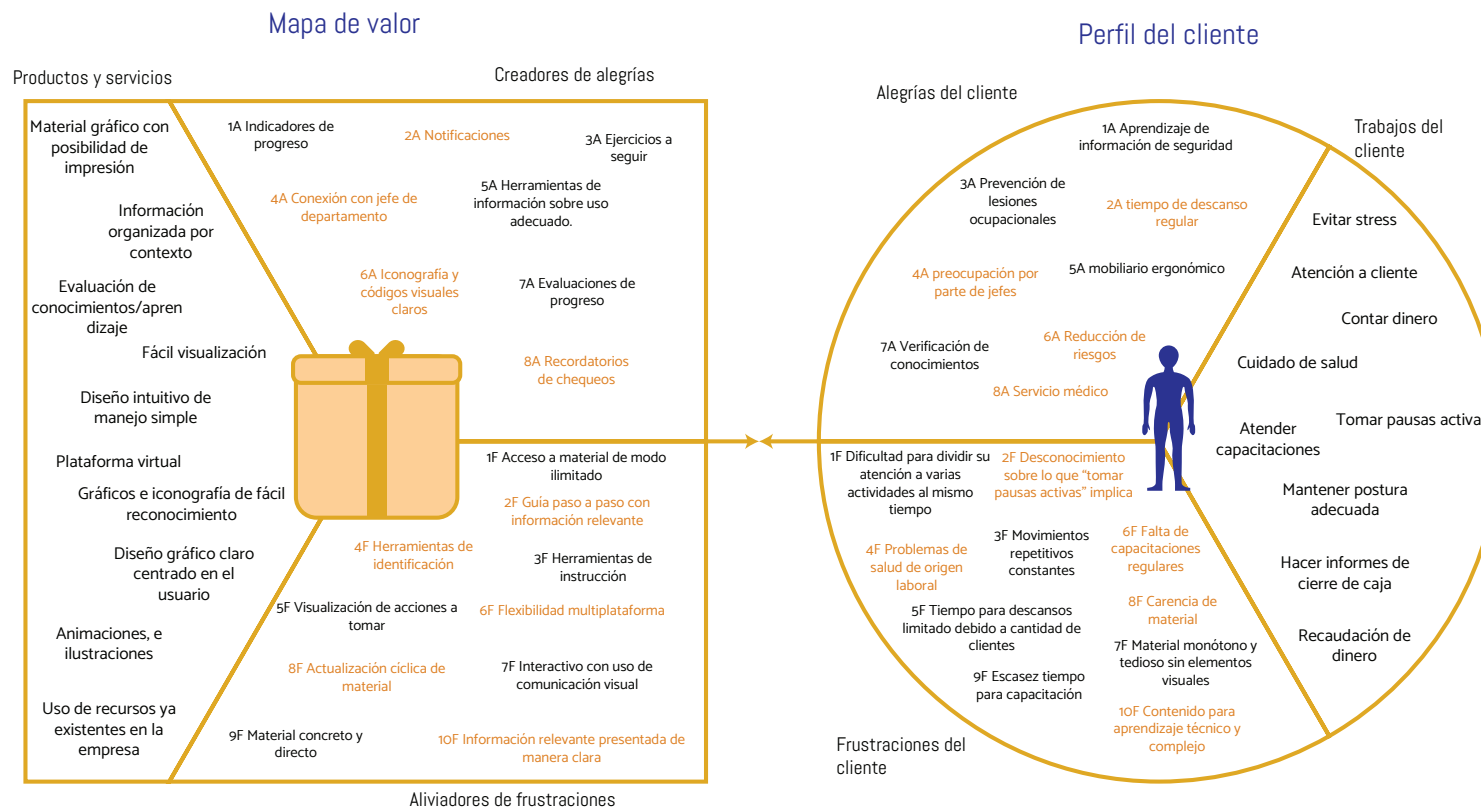 Mapa de valor
Productos y servicios
Creadores de alegrías
Material gráfico con
posibilidad de
impresión
Información
organizada por
contexto
Evaluación de
conocimientos/apren
dizaje
Fácil visualización
Diseño intuitivo de
manejo simple
Plataforma virtual
Gráficos e iconografía de fácil
reconocimiento
Diseño gráfico claro
centrado en el
usuario
Animaciones, e
ilustraciones
Uso de recursos ya
existentes en la
empresa
1A Indicadores de
progreso
2A Notificaciones
3A Ejercicios a
seguir
4A Conexión con jefe de
departamento
5A Herramientas de
información sobre uso
adecuado.
6A Iconografía y
códigos visuales
claros
7A Evaluaciones de
progreso
8A Recordatorios
de chequeos
1F Acceso a material de modo
ilimitado
2F Guía paso a paso con
información relevante
4F Herramientas de
identificación
3F Herramientas de
instrucción
5F Visualización de acciones a
tomar
6F Flexibilidad multiplataforma
8F Actualización cíclica de
material
7F Interactivo con uso de
comunicación visual
9F Material concreto y
directo
10F Información relevante presentada de
manera clara
Aliviadores de frustraciones
Perfil del cliente
Alegrías del cliente
Trabajos del
cliente
1A Aprendizaje de
información de seguridad
3A Prevención de
lesiones
ocupacionales
2A tiempo de descanso
regular
4A preocupación por
parte de jefes
5A mobiliario ergonómico
7A Verificación de
conocimientos
6A Reducción de
riesgos
8A Servicio médico
Evitar stress
Atención a cliente
Contar dinero
Cuidado de salud
Tomar pausas activa
Atender
capacitaciones
Mantener postura
adecuada
Hacer informes de
cierre de caja
Recaudación de
dinero
1F Dificultad para dividir su
atención a varias
actividades al mismo
tiempo
2F Desconocimiento
sobre lo que “tomar
pausas activas” implica
4F Problemas de
salud de origen
laboral
3F Movimientos
repetitivos
constantes
6F Falta de
capacitaciones
regulares
5F Tiempo para descansos
limitado debido a cantidad de
clientes
8F Carencia de
material
7F Material monótono y
tedioso sin elementos
visuales
9F Escasez tiempo
para capacitación
10F Contenido para
aprendizaje técnico y
complejo
Frustraciones del
cliente